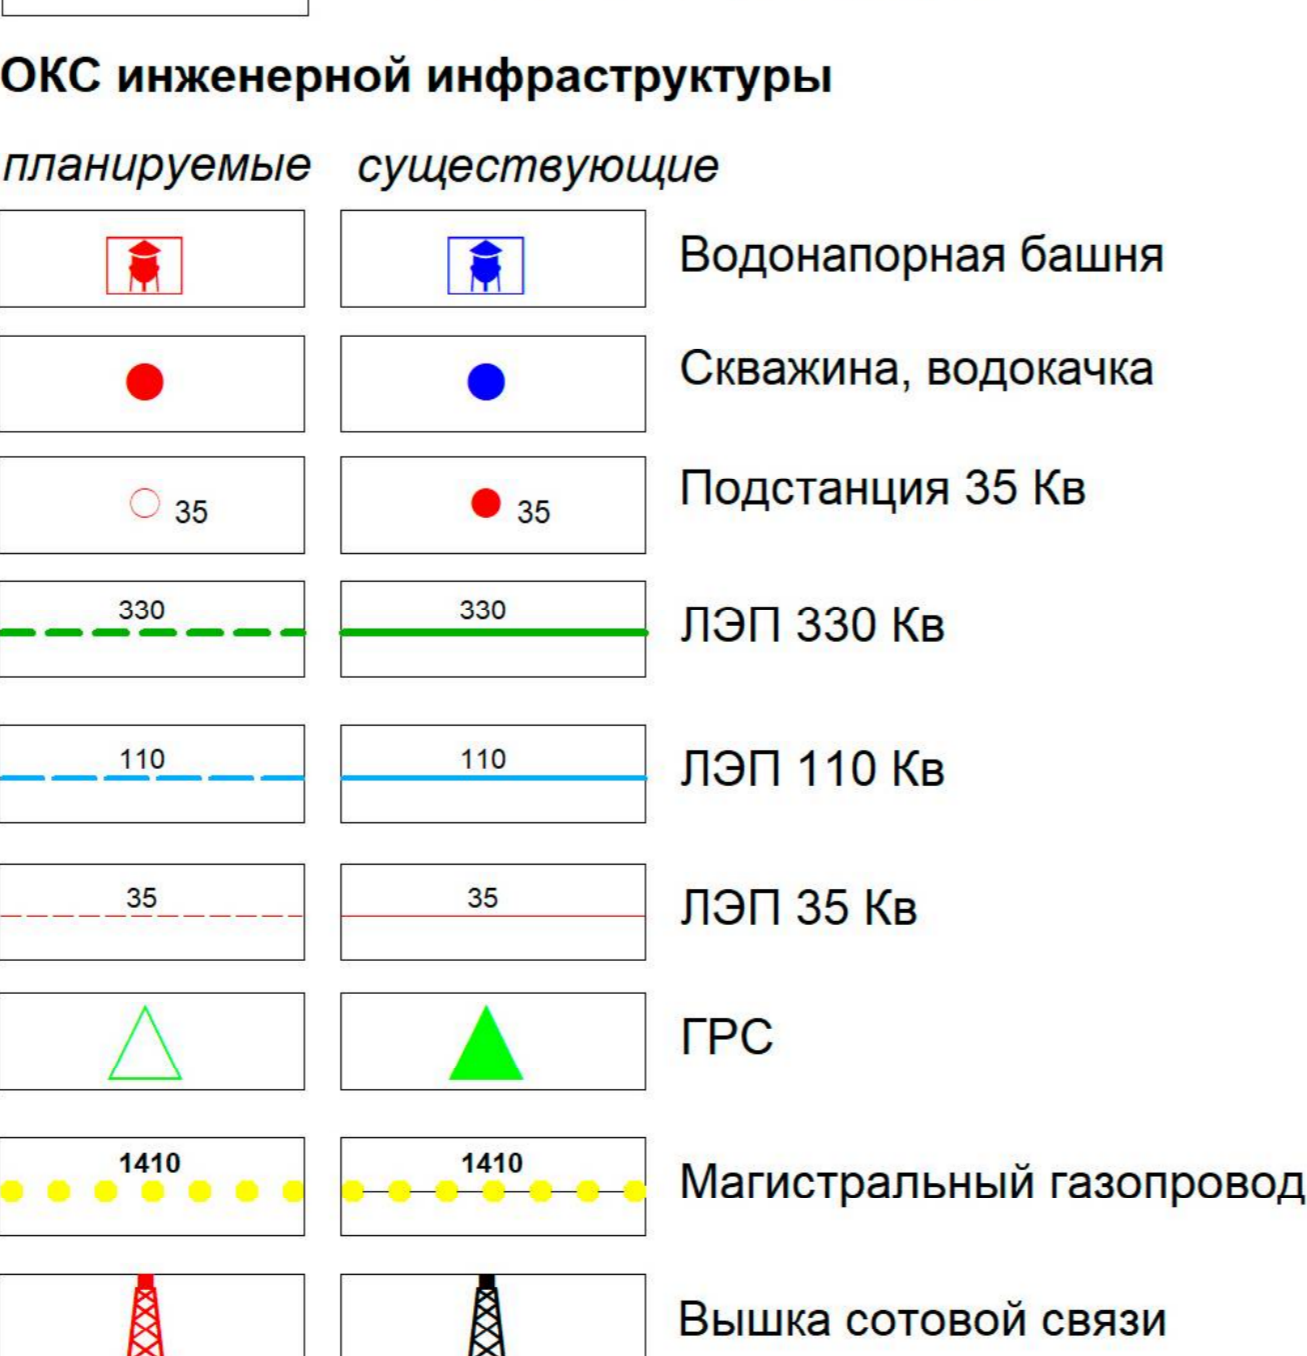 ОКС инженерной инфраструктуры
планируемые существующие
Водонапорная башня
Скважина, водокачка
35 35 Подстанция 35 Кв
330 330 ЛЭП 330 Кв
110 110 ЛЭП 110 Кв
35 35 ЛЭП 35 Кв
ГРС
1410 1410 Магистральный газопровод
Вышка сотовой связи